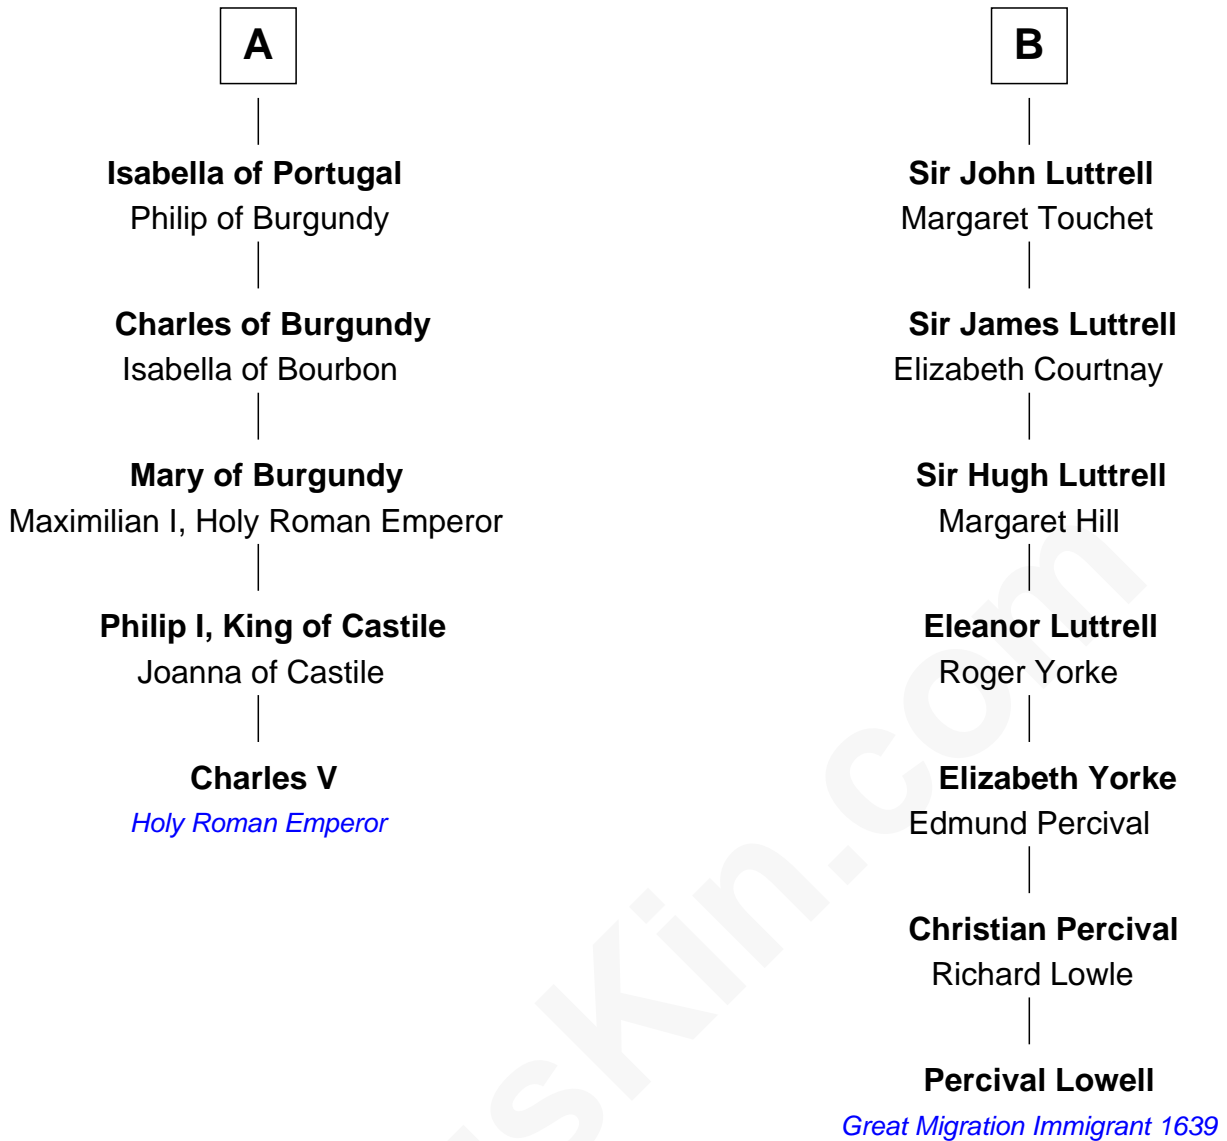 A
Isabella of Portugal
Philip of Burgundy
Charles of Burgundy
Isabella of Bourbon
Mary of Burgundy
Maximilian I, Holy Roman Emperor
Philip I, King of Castile
Joanna of Castile
Charles V
Holy Roman Emperor
B
Sir John Luttrell
Margaret Touchet
Sir James Luttrell
Elizabeth Courtnay
Sir Hugh Luttrell
Margaret Hill
Eleanor Luttrell
Roger Yorke
Elizabeth Yorke
Edmund Percival
Christian Percival
Richard Lowle
Percival Lowell
Great Migration Immigrant 1639
sKin.com